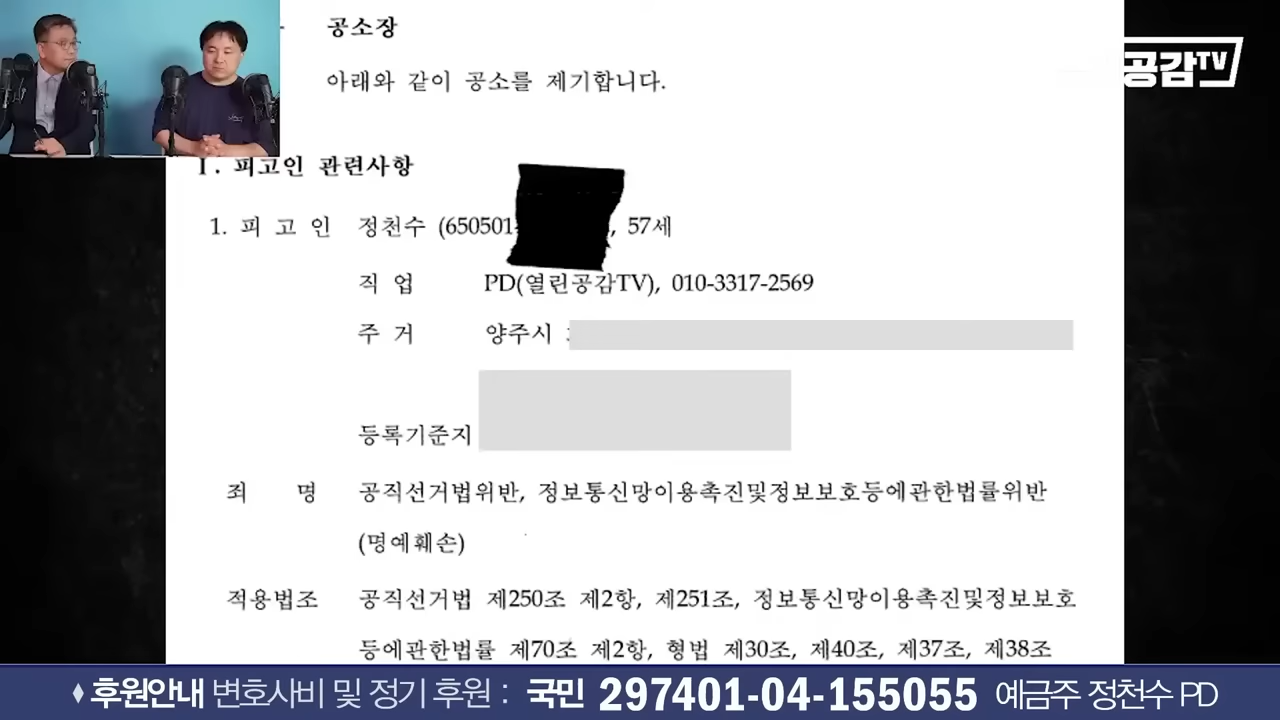 공소장
아래와 같이 공소를 제기합니다.
공감TV
Ⅰ. 피고인 관련사항
1. 피 고 인 정천수 (650501 , 57세
직 업 PD(열린공감TV), 010-3317-2569
주 거 양주시
등록기준지
죄 명 공직선거법위반, 정보통신망이용촉진및정보보호등에관한법률위반
(명예훼손)
적용법조 공직선거법 제250조 제2항, 제251조, 정보통신망이용촉진및정보보호
등에관한법률 제70조 제2항, 형법 제30조, 제40조, 제37조, 제38조
♦ 후원안내 변호사비 및 정기 후원 : 국민 297401-04-155055 예금주 정천수 PD